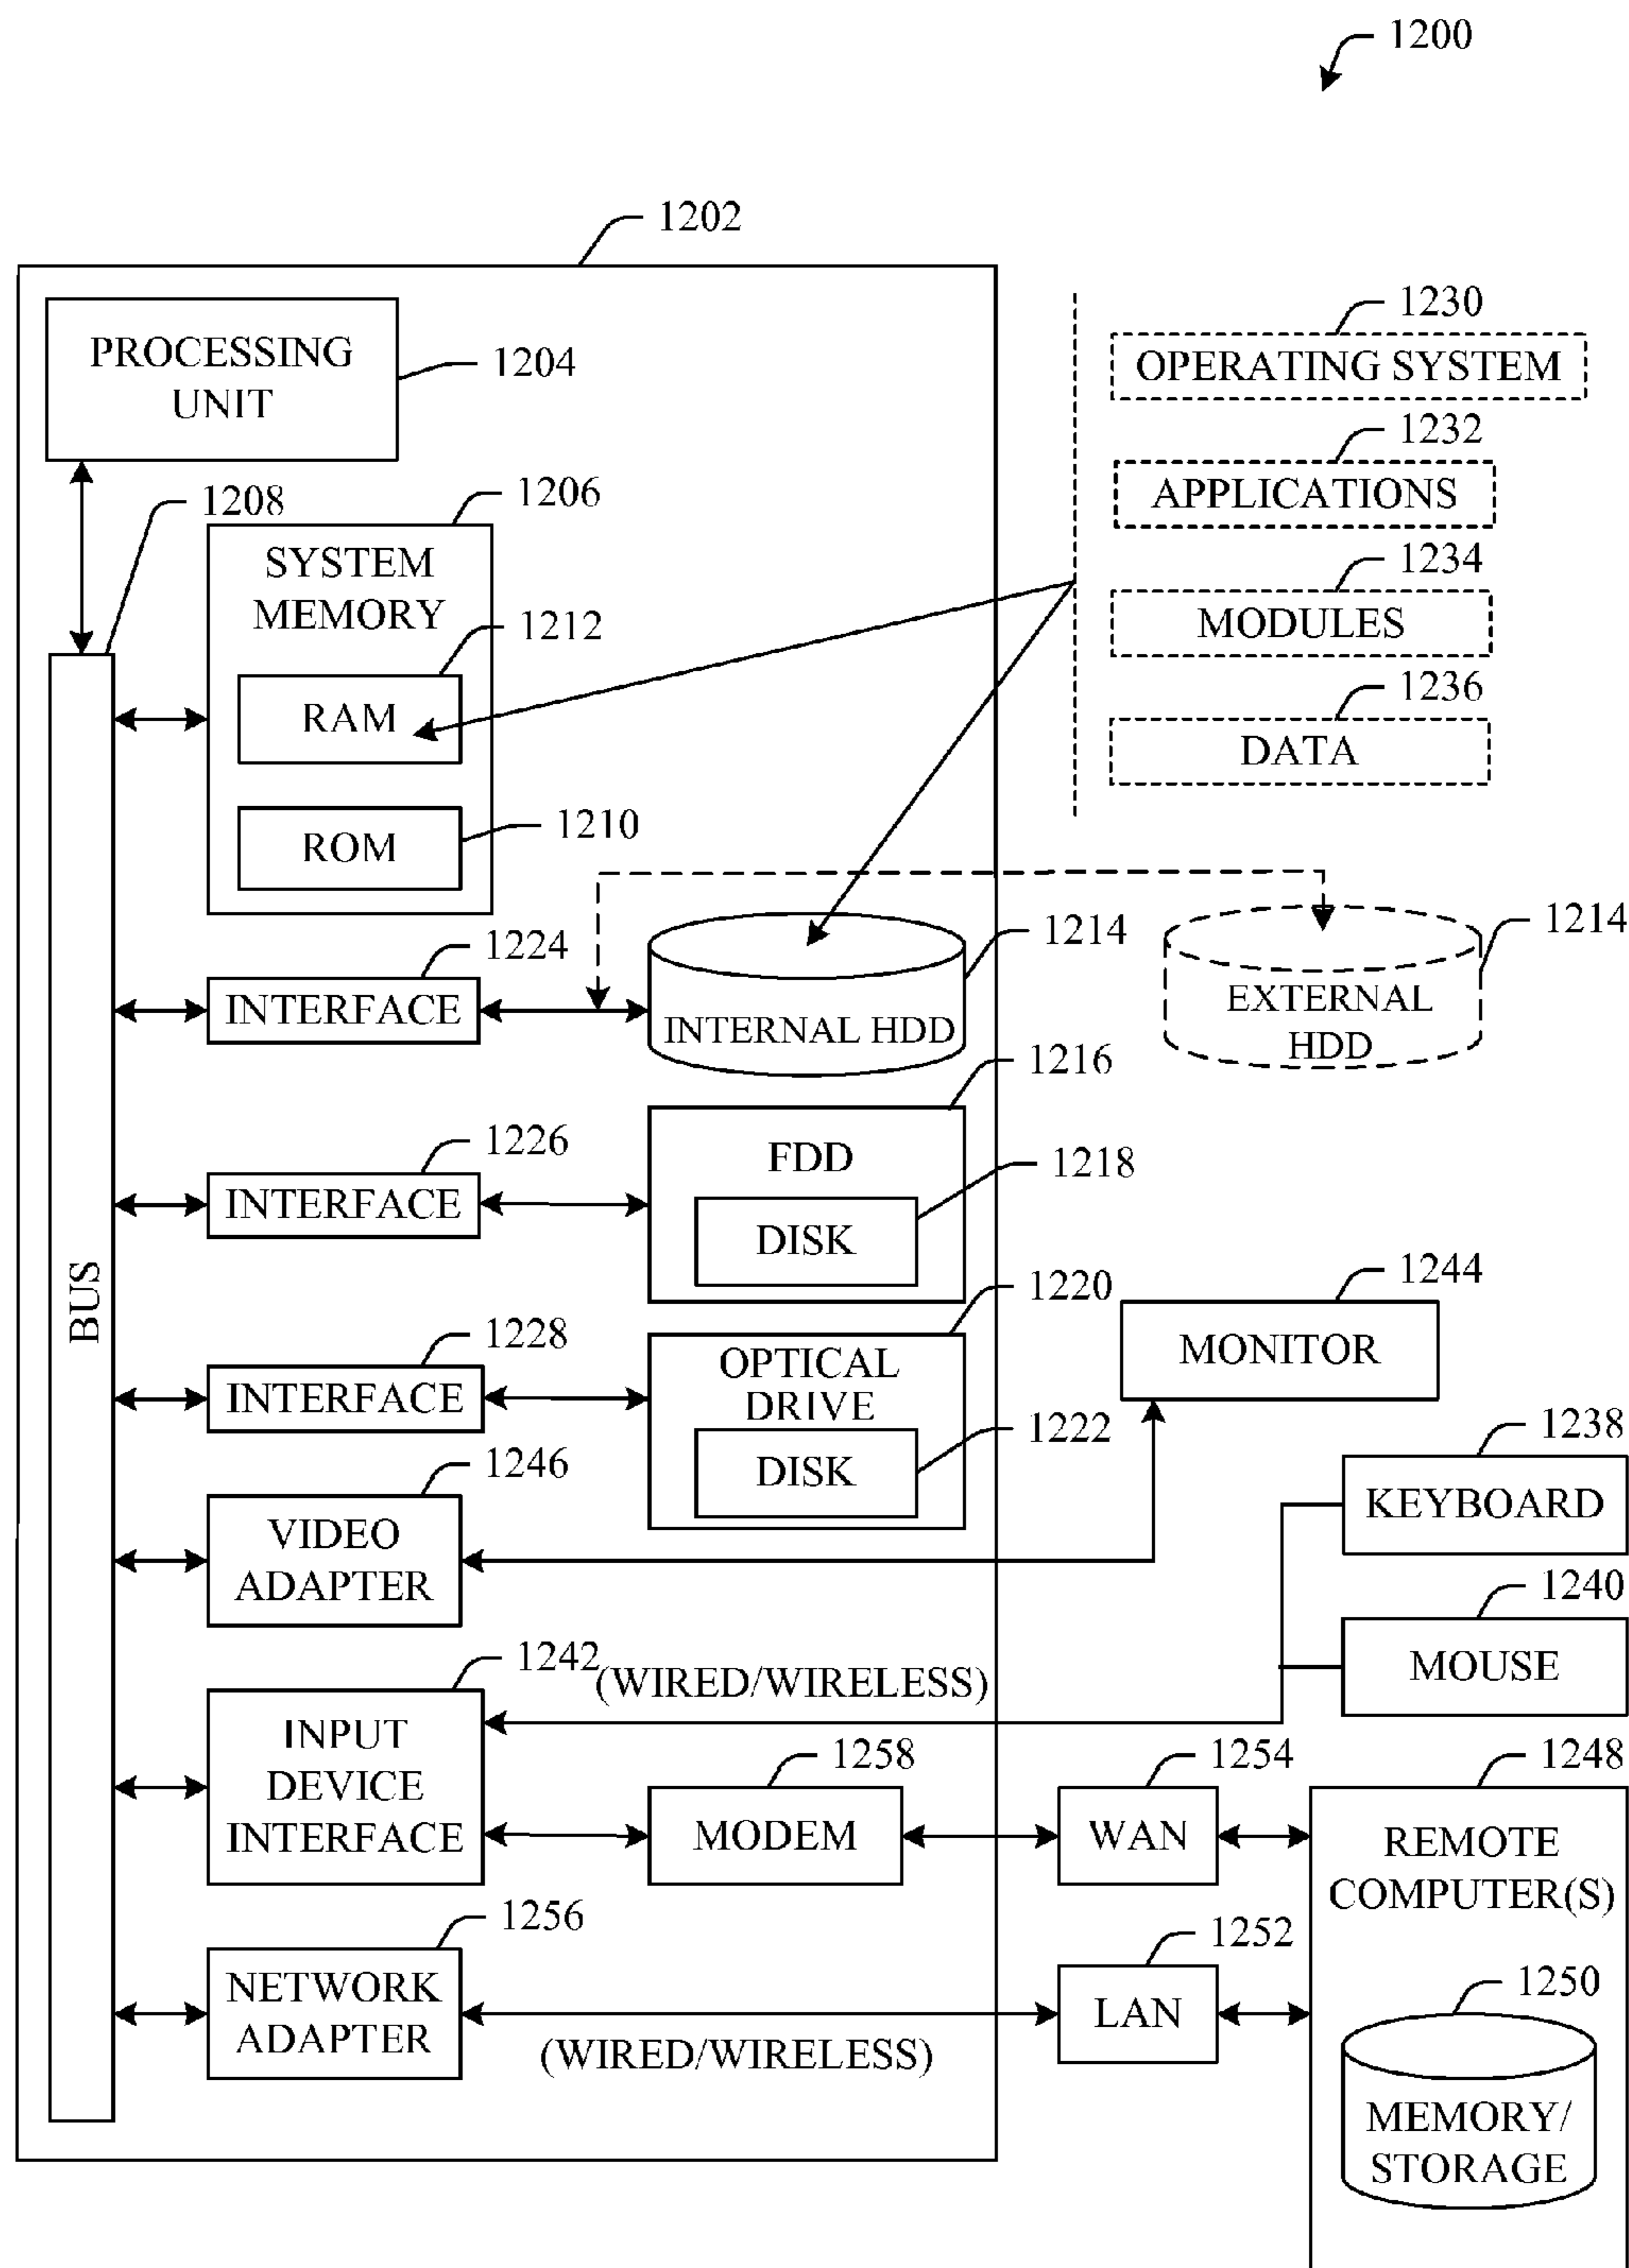 1200
1202
PROCESSING
UNIT
1204
1230
OPERATING SYSTEM
1232
APPLICATIONS
1234
MODULES
1236
DATA
1208
1206
SYSTEM
MEMORY
1212
RAM
1210
ROM
1224
INTERFACE
1214
INTERNAL HDD
1214
EXTERNAL
HDD
1216
1226
INTERFACE
FDD
1218
DISK
BUS
1220
1228
INTERFACE
OPTICAL
DRIVE
1222
DISK
1244
MONITOR
1238
KEYBOARD
1246
VIDEO
ADAPTER
1240
MOUSE
1242
(WIRED/WIRELESS)
INPUT
DEVICE
INTERFACE
1258
MODEM
1254
WAN
1248
REMOTE
COMPUTER(S)
1256
NETWORK
ADAPTER
(WIRED/WIRELESS)
1252
LAN
1250
MEMORY/
STORAGE